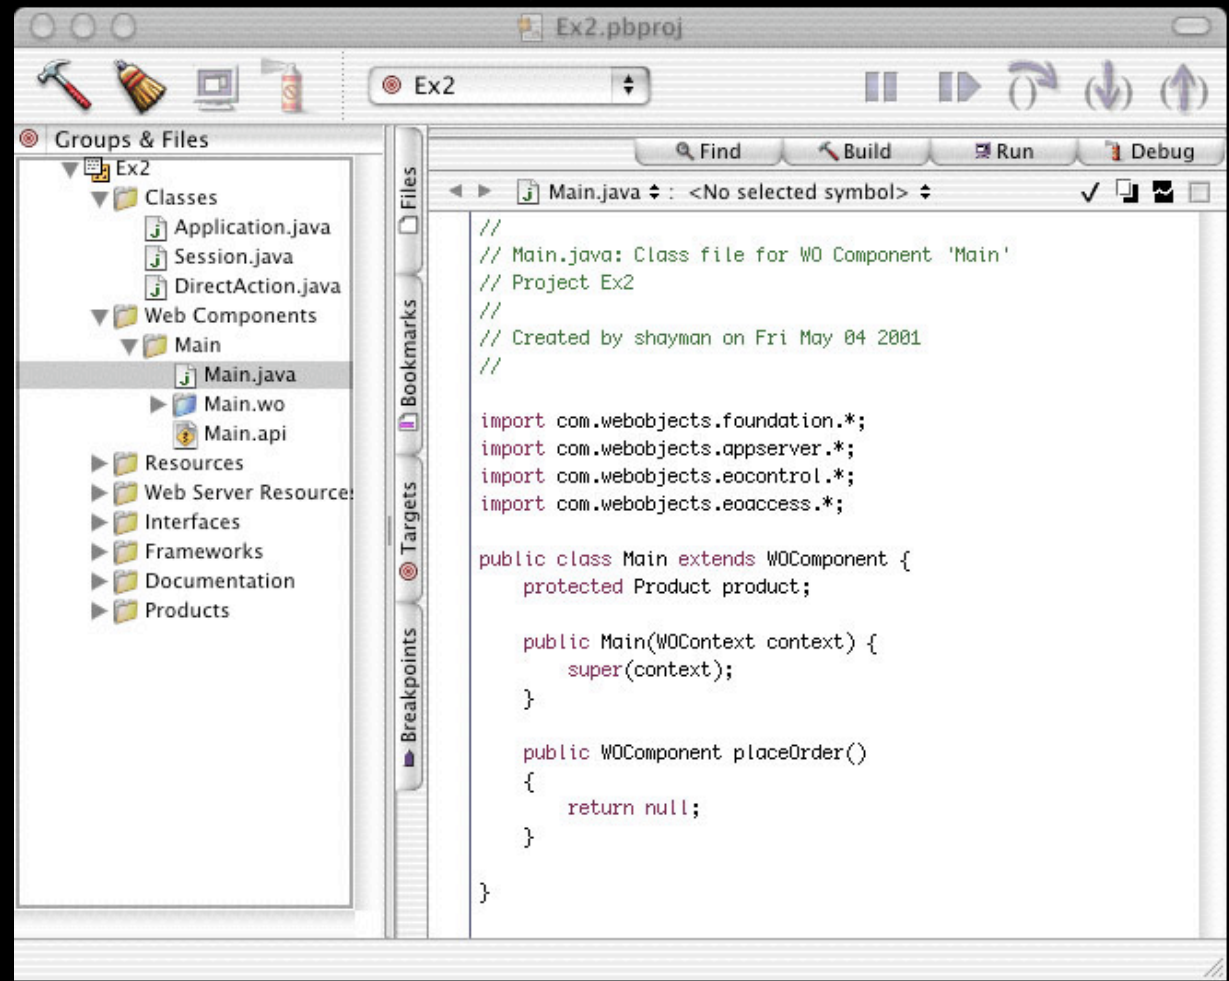 Ex2.pbproj
Ex2
Groups & Files
Ex2
Classes
Application.java
Session.java
DirectAction.java
Web Components
Main
Main.java
Main.wo
Main.api
Resources
Web Server Resources
Interfaces
Frameworks
Documentation
Products
Files
Bookmarks
Targets
Breakpoints
Find Build Run Debug
Main.java : <No selected symbol>
//
// Main.java: Class file for WO Component 'Main'
// Project Ex2
//
// Created by shayman on Fri May 04 2001
//
import com.webobjects.foundation.*;
import com.webobjects.appserver.*;
import com.webobjects.eocontrol.*;
import com.webobjects.eoaccess.*;
public class Main extends WOComponent {
protected Product product;
public Main(WOContext context) {
super(context);
}
public WOComponent placeOrder()
{
return null;
}
}